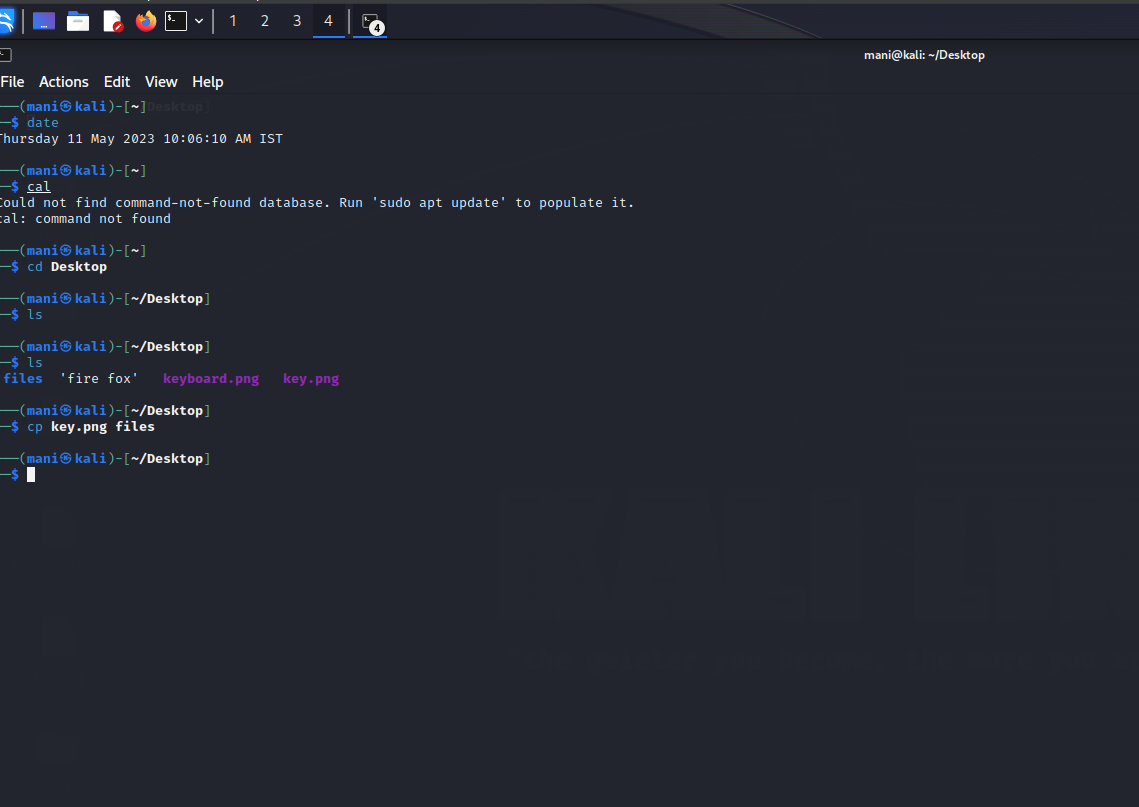 1 2 3 4 4
mani@kali: ~/Desktop
File Actions Edit View Help
──(mani㉿kali)-[~]
─$ date
Thursday 11 May 2023 10:06:10 AM IST
──(mani㉿kali)-[~]
─$ cal
Could not find command-not-found database. Run 'sudo apt update' to populate it.
cal: command not found
──(mani㉿kali)-[~]
─$ cd Desktop
──(mani㉿kali)-[~/Desktop]
─$ ls
──(mani㉿kali)-[~/Desktop]
─$ ls
files 'fire fox' keyboard.png key.png
──(mani㉿kali)-[~/Desktop]
─$ cp key.png files
──(mani㉿kali)-[~/Desktop]
─$